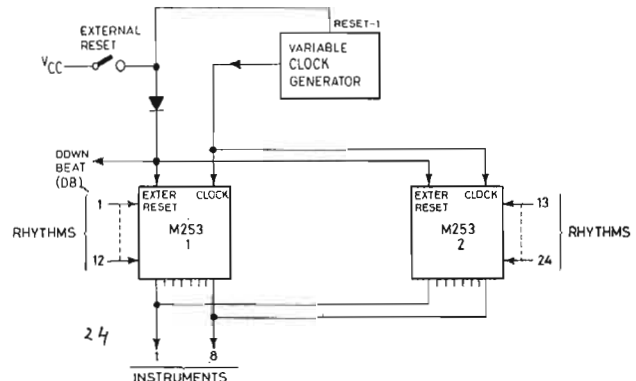 RESET-1
EXTERNAL
RESET
VCC
VARIABLE
CLOCK
GENERATOR
DOWN
BEAT
(DB)
EXTER
RESET
CLOCK
M253
1
EXTER
RESET
CLOCK
M253
2
RHYTHMS
1
12
13
24
RHYTHMS
24
1
8
INSTRUMENTS